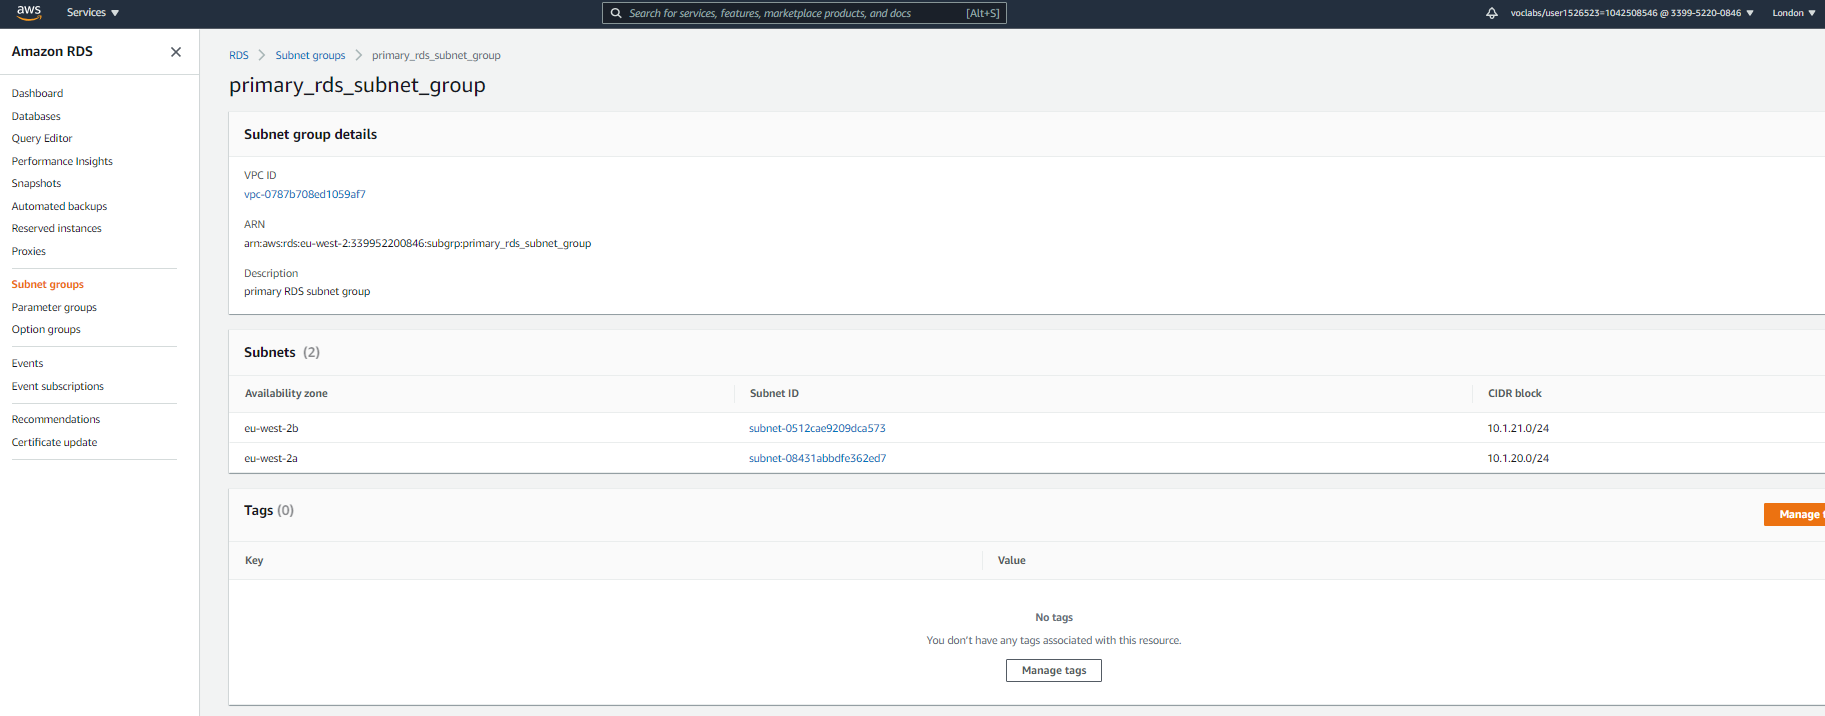 aws
Services
Search for services, features, marketplace products, and docs
[Alt+S]
voclabs/user1526523=1042508546 @ 3399-5220-0846
London
Amazon RDS
Dashboard
Databases
Query Editor
Performance Insights
Snapshots
Automated backups
Reserved instances
Proxies
Subnet groups
Parameter groups
Option groups
Events
Event subscriptions
Recommendations
Certificate update
RDS
Subnet groups
primary_rds_subnet_group
primary_rds_subnet_group
Subnet group details
VPC ID
vpc-0787b708ed1059af7
ARN
arn:aws:rds:eu-west-2:339952200846:subgrp:primary_rds_subnet_group
Description
primary RDS subnet group
Subnets (2)
Availability zone
Subnet ID
CIDR block
eu-west-2b
subnet-0512cae9209dca573
10.1.21.0/24
eu-west-2a
subnet-08431abbdfe362ed7
10.1.20.0/24
Tags (0)
Manage
Key
Value
No tags
You don't have any tags associated with this resource.
Manage tags